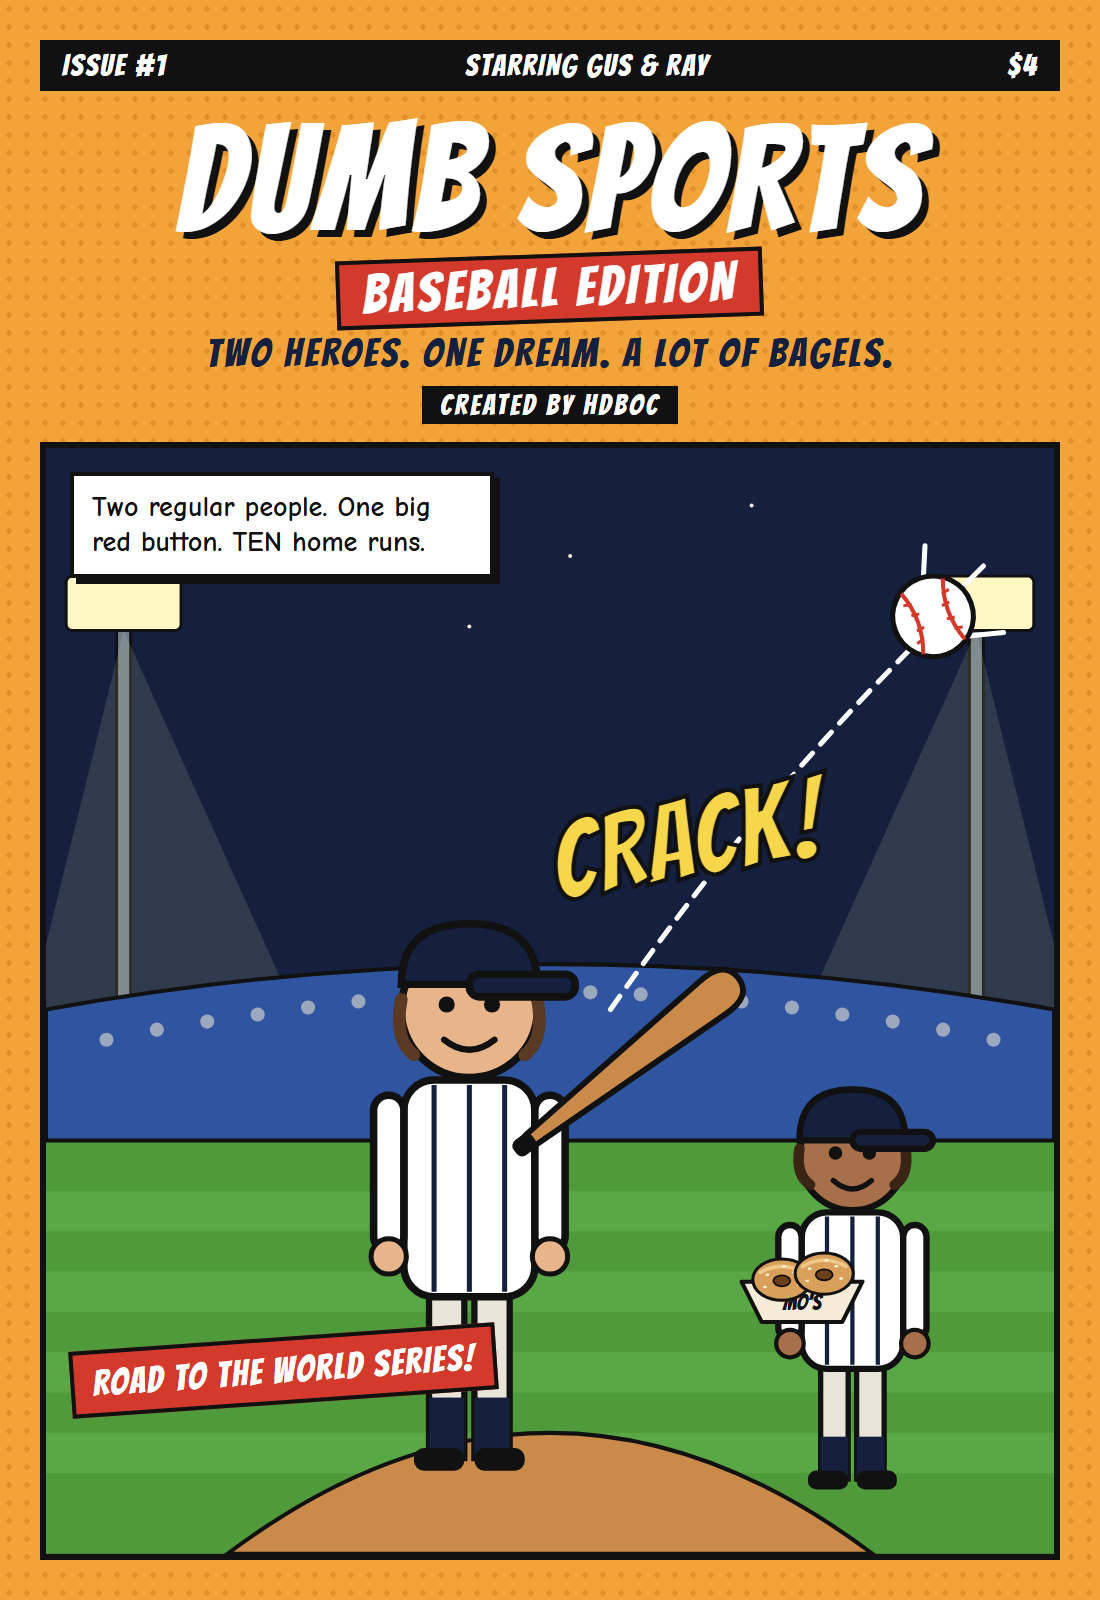 ISSUE #1
STARRING GUS & RAY
$4
DUMB SPORTS
BASEBALL EDITION
TWO HEROES. ONE DREAM. A LOT OF BAGELS.
CREATED BY HDBOC
Two regular people. One big
red button. TEN home runs.
CRACK!
MO'S
ROAD TO THE WORLD SERIES!